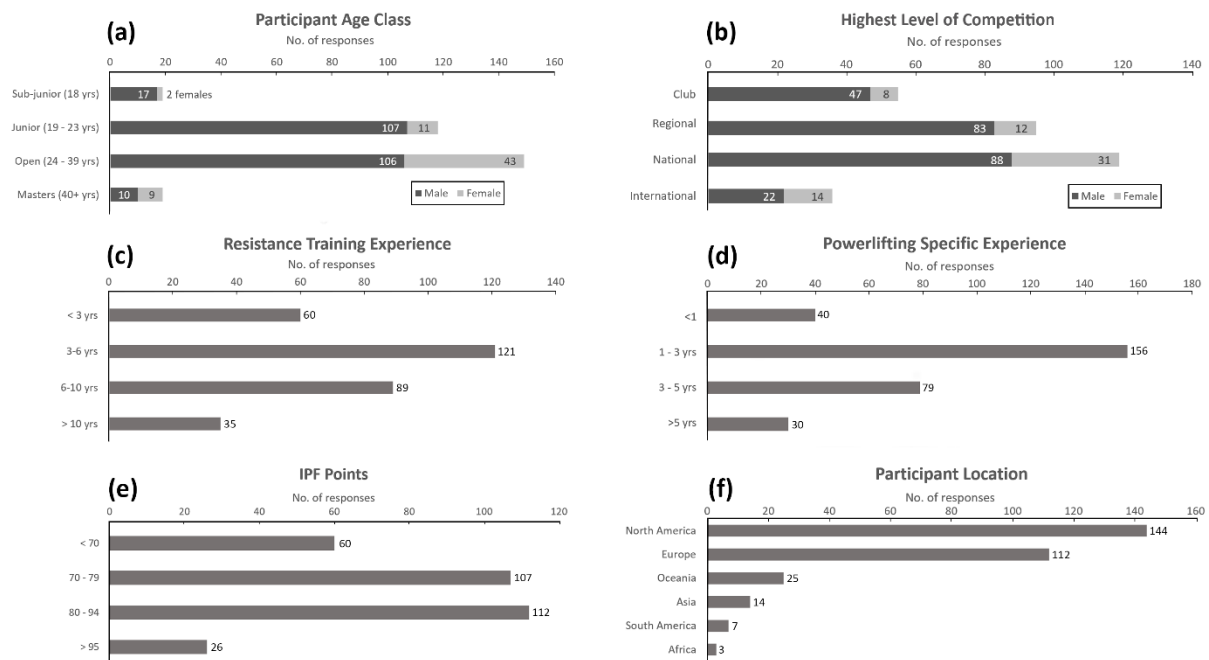 (a)
Participant Age Class
No. of responses
0 20 40 60 80 100 120 140 160
Sub-junior (18 yrs) 17 2 females
Junior (19 - 23 yrs) 107 11
Open (24 - 39 yrs) 106 43
Masters (40+ yrs) 10 9
Male Female
(b)
Highest Level of Competition
No. of responses
0 20 40 60 80 100 120 140
Club 47 8
Regional 83 12
National 88 31
International 22 14
Male Female
(c)
Resistance Training Experience
No. of responses
0 20 40 60 80 100 120 140
< 3 yrs 60
3-6 yrs 121
6-10 yrs 89
> 10 yrs 35
(d)
Powerlifting Specific Experience
No. of responses
0 20 40 60 80 100 120 140 160 180
<1 40
1 - 3 yrs 156
3 - 5 yrs 79
>5 yrs 30
(e)
IPF Points
No. of responses
0 20 40 60 80 100 120
< 70 60
70 - 79 107
80 - 94 112
> 95 26
(f)
Participant Location
No. of responses
0 20 40 60 80 100 120 140 160
North America 144
Europe 112
Oceania 25
Asia 14
South America 7
Africa 3